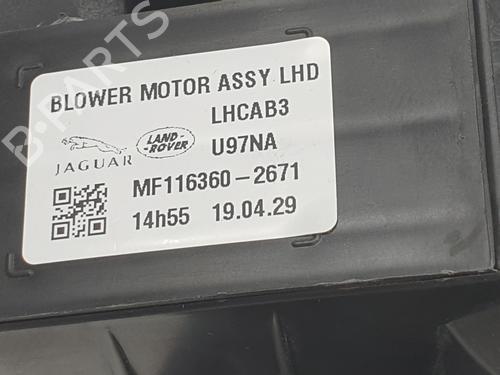 B-PARTS
BLOWER MOTOR ASSY LHD
LHCAB3
JAGUAR
LAND-
ROVER
U97NA
MF116360-2671
14h55 19.04.29